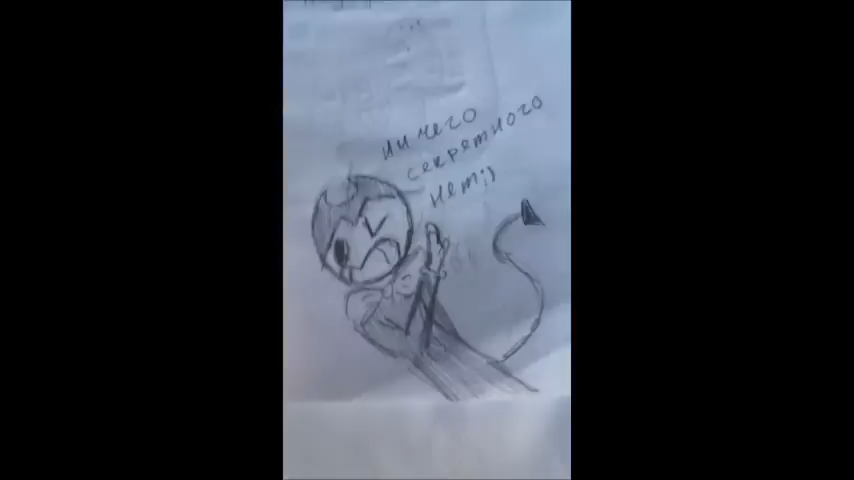 ничего
секретного
нет;)